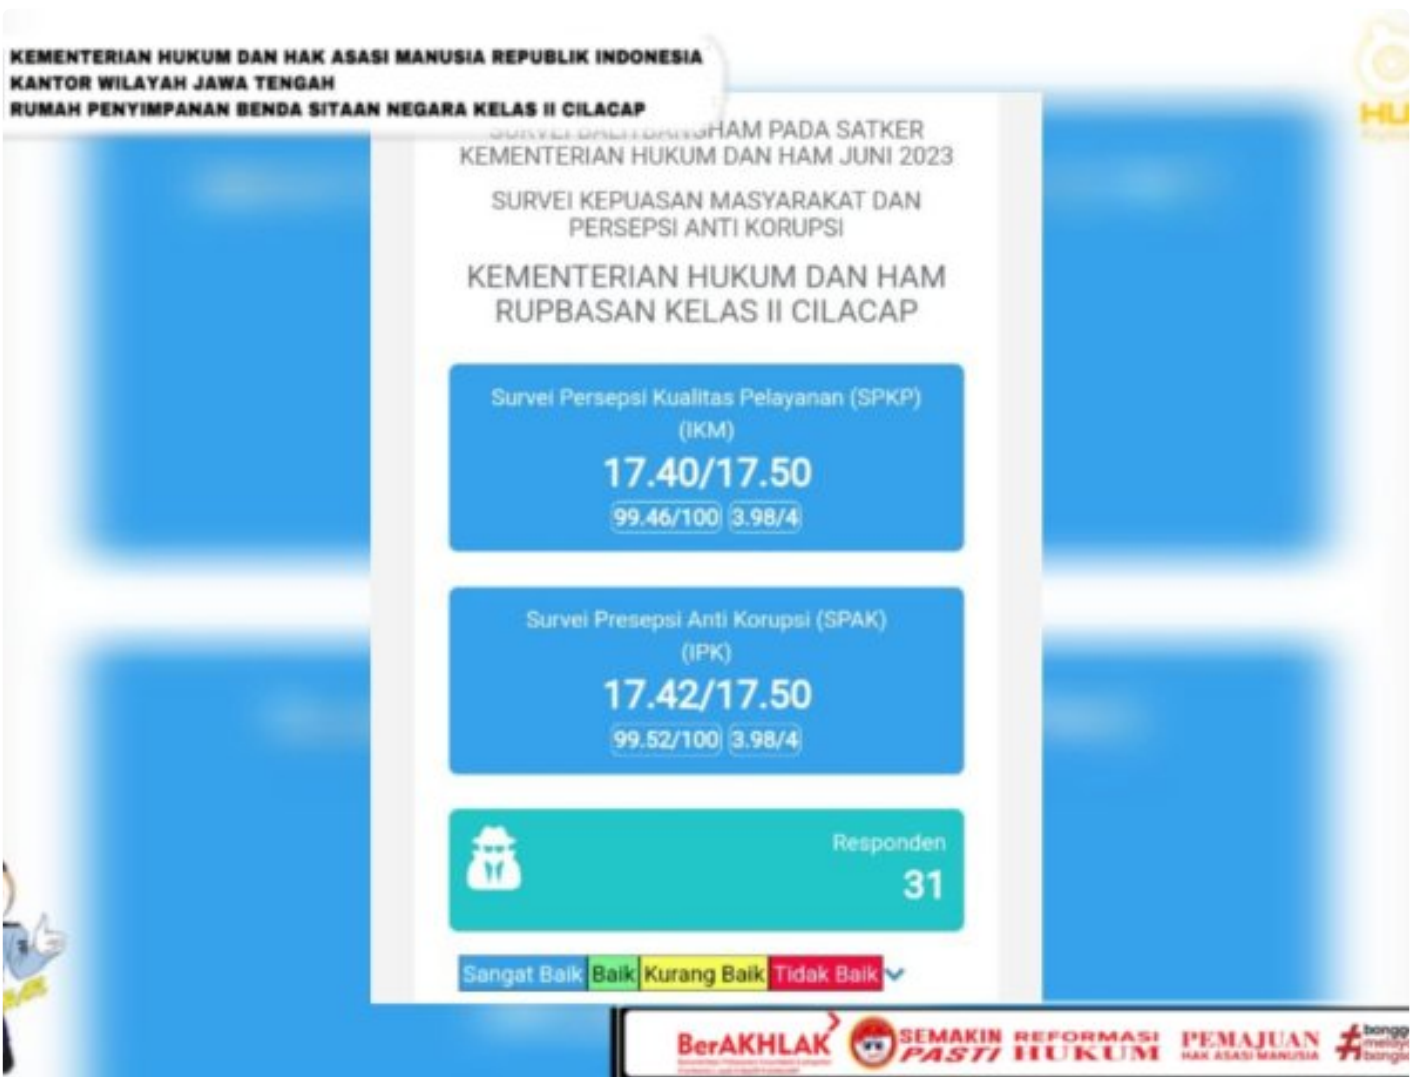 KEMENTERIAN HUKUM DAN HAK ASASI MANUSIA REPUBLIK INDONESIA
KANTOR WILAYAH JAWA TENGAH
RUMAH PENYIMPANAN BENDA SITAAN NEGARA KELAS II CILACAP
HU
SURVEI BALITBANGHAM PADA SATKER
KEMENTERIAN HUKUM DAN HAM JUNI 2023
SURVEI KEPUASAN MASYARAKAT DAN
PERSEPSI ANTI KORUPSI
KEMENTERIAN HUKUM DAN HAM
RUPBASAN KELAS II CILACAP
Survei Persepsi Kualitas Pelayanan (SPKP)
(IKM)
17.40/17.50
99.46/100 3.98/4
Survei Presepsi Anti Korupsi (SPAK)
(IPK)
17.42/17.50
99.52/100 3.98/4
Responden
31
Sangat Baik Baik Kurang Baik Tidak Baik
BerAKHLAK
SEMAKIN
PASTI
REFORMASI
HUKUM
PEMAJUAN
HAK ASASI MANUSIA
#